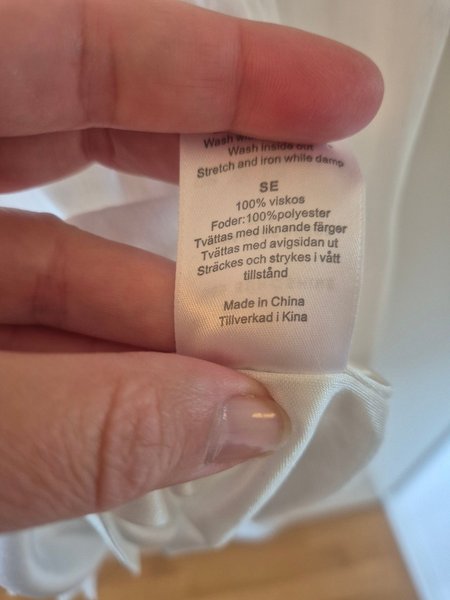 Wash
Wash inside out
Stretch and iron while damp
SE
100% viskos
Foder:100%polyester
Tvättas med liknande färger
Tvättas med avigsidan ut
Sträckes och strykes i vått
tillstånd
Made in China
Tillverkad i Kina